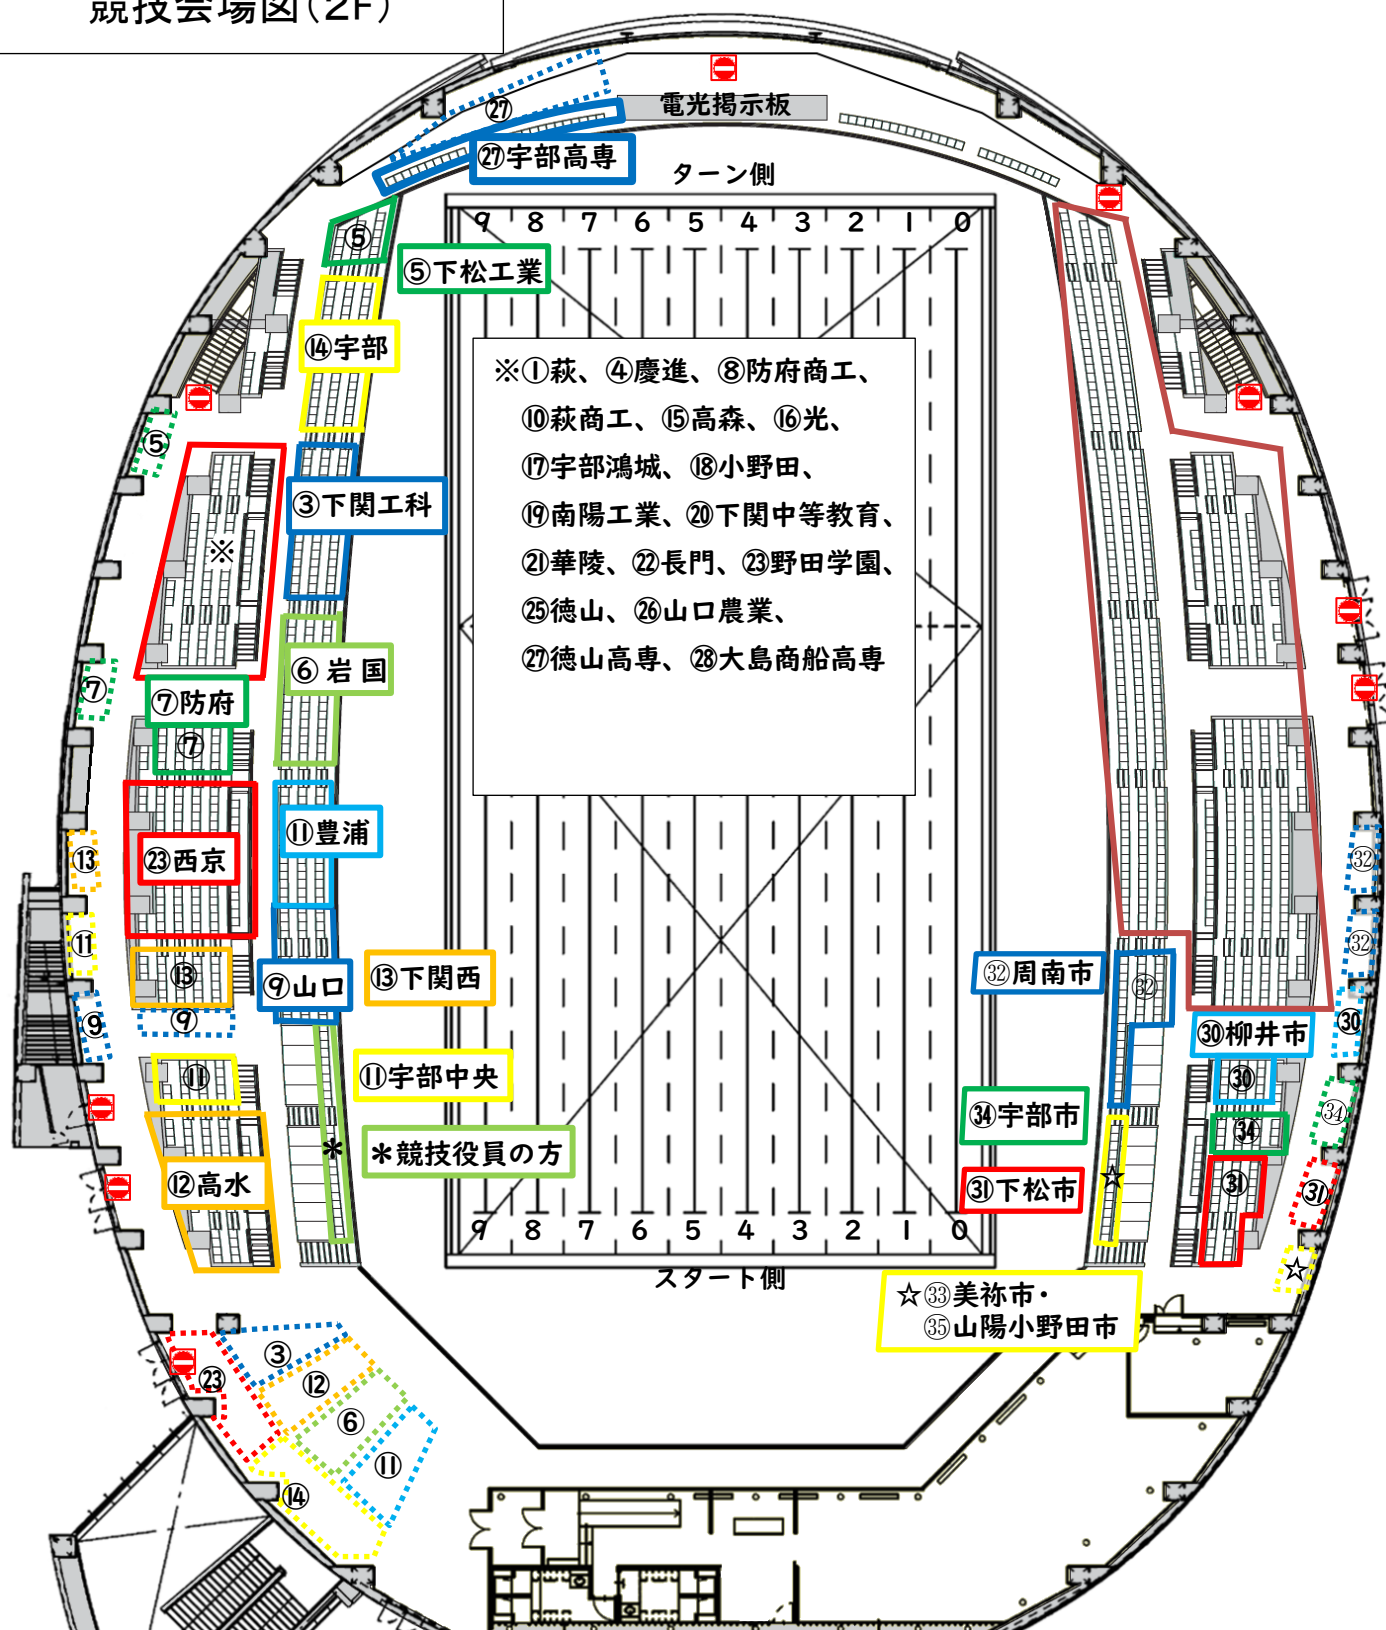 競技会場図(2F)
電光掲示板
㉗
㉗宇部高専
ターン側
9 8 7 6 5 4 3 2 1 0
⑤
⑤下松工業
⑭宇部
※①萩、④慶進、⑧防府商工、
⑩萩商工、⑮高森、⑯光、
⑰宇部鴻城、⑱小野田、
⑲南陽工業、⑳下関中等教育、
㉑華陵、㉒長門、㉓野田学園、
㉕徳山、㉖山口農業、
㉗徳山高専、㉘大島商船高専
⑤
③下関工科
※
⑥岩国
⑦
⑦防府
⑦
⑪豊浦
⑬
㉓西京
㉜
⑪
㉜
⑬
⑬下関西
㉜周南市
㉜
⑨山口
⑨
⑨
㉚
㉚柳井市
⑪
⑪宇部中央
㉚
㉞宇部市
㉞
㉞
*
*競技役員の方
⑫高水
㉛下松市
☆
㉛
㉛
9 8 7 6 5 4 3 2 1 0
スタート側
☆
☆㉝美祢市・
㉟山陽小野田市
③
㉓
⑫
⑥
⑪
⑭